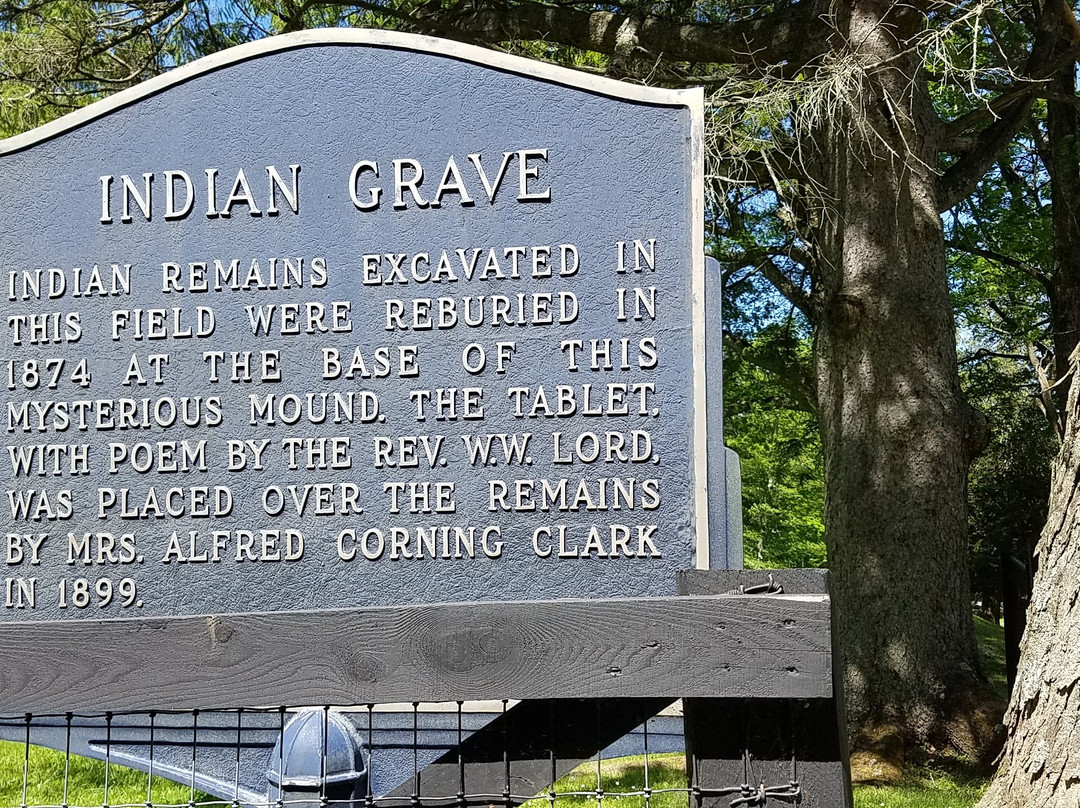 INDIAN GRAVE
INDIAN REMAINS EXCAVATED IN
THIS FIELD WERE REBURIED IN
1874 AT THE BASE OF THIS
MYSTERIOUS MOUND. THE TABLET,
WITH POEM BY THE REV. W.W. LORD,
WAS PLACED OVER THE REMAINS
BY MRS. ALFRED CORNING CLARK
IN 1899.